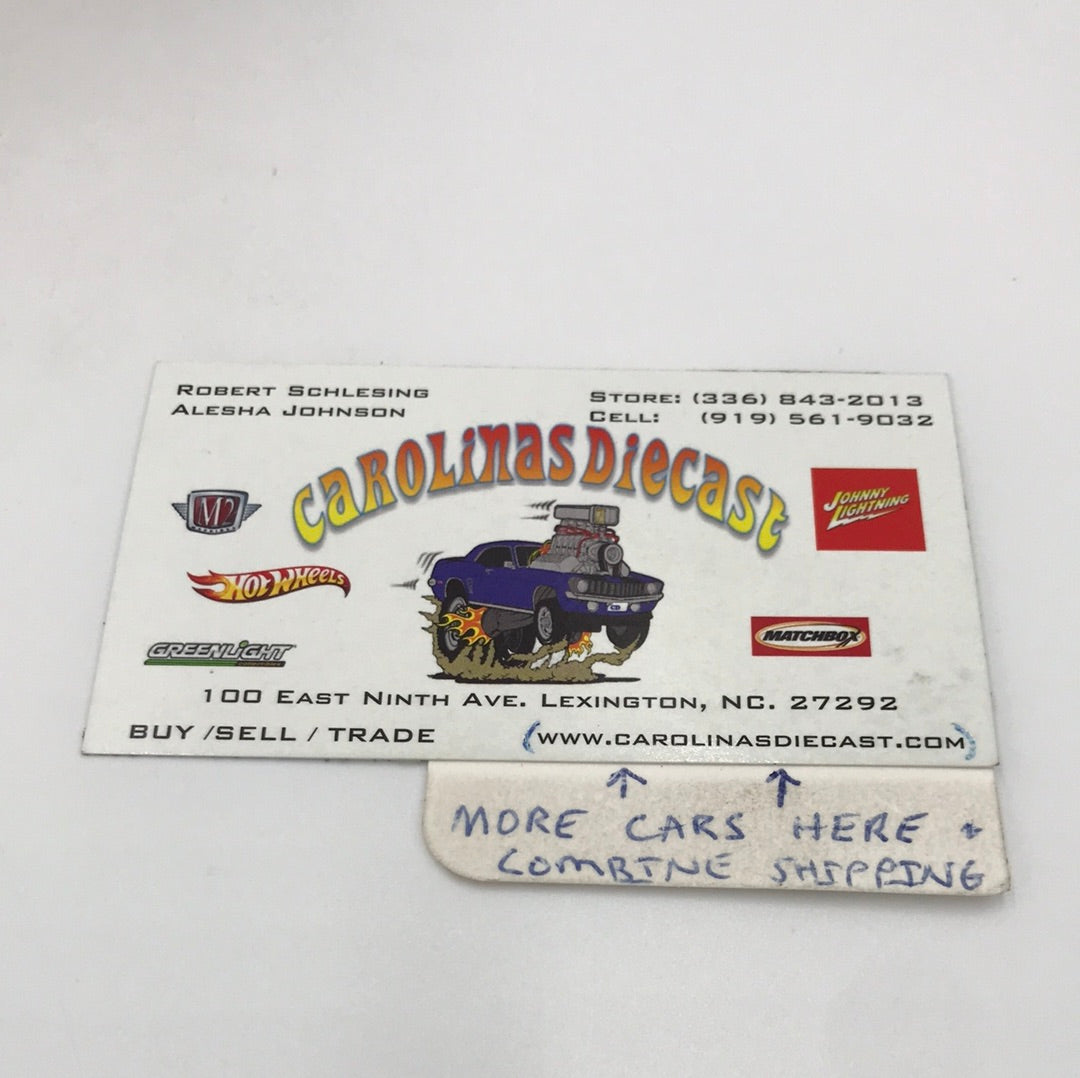 ROBERT SCHLESING
ALESHA JOHNSON
STORE: (336) 843-2013
CELL: (919) 561-9032
CAROLINAS DIECAST
M2
JOHNNY
LIGHTNING
HOT WHEELS
MATCHBOX
GREENLIGHT
100 EAST NINTH AVE. LEXINGTON, NC. 27292
BUY /SELL / TRADE
(WWW.CAROLINASDIECAST.COM)
MORE CARS HERE +
COMBINE SHIPPING